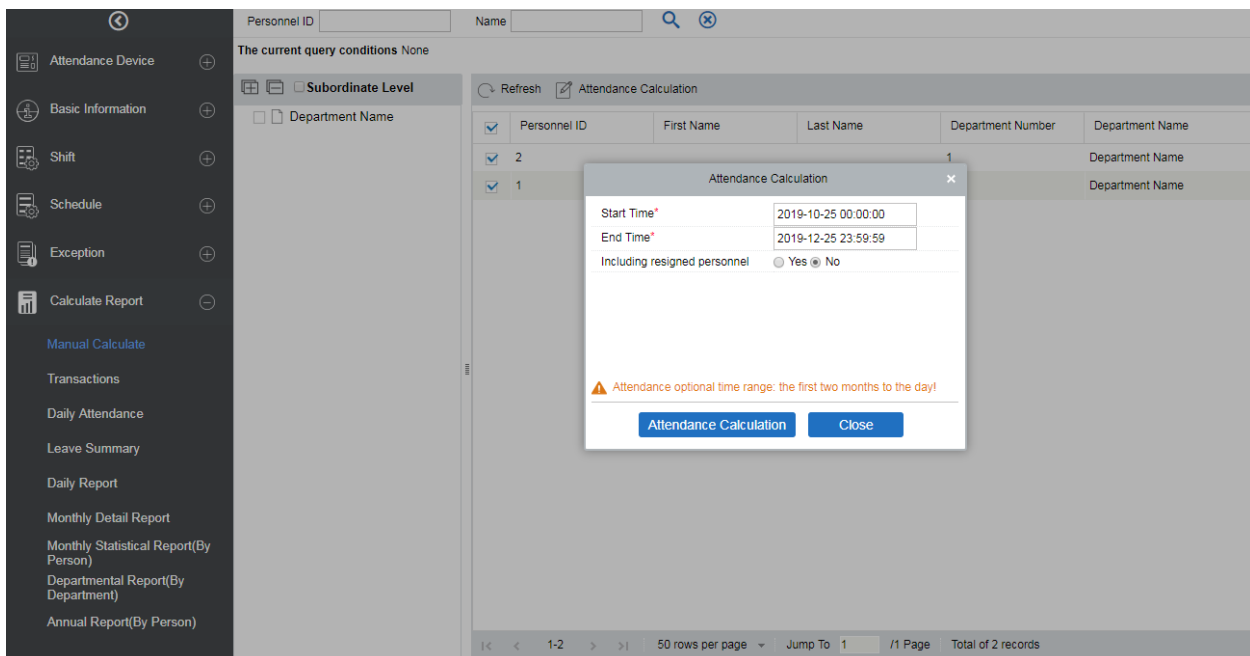 Personnel ID
Name
The current query conditions None
Attendance Device
Basic Information
Shift
Schedule
Exception
Calculate Report
Manual Calculate
Transactions
Daily Attendance
Leave Summary
Daily Report
Monthly Detail Report
Monthly Statistical Report(By
Person)
Departmental Report(By
Department)
Annual Report(By Person)
Subordinate Level
Department Name
Refresh Attendance Calculation
Personnel ID First Name Last Name Department Number Department Name
2 1 Department Name
1 Department Name
Attendance Calculation
Start Time* 2019-10-25 00:00:00
End Time* 2019-12-25 23:59:59
Including resigned personnel Yes No
Attendance optional time range: the first two months to the day!
Attendance Calculation Close
|< < 1-2 > >| 50 rows per page Jump To 1 /1 Page Total of 2 records